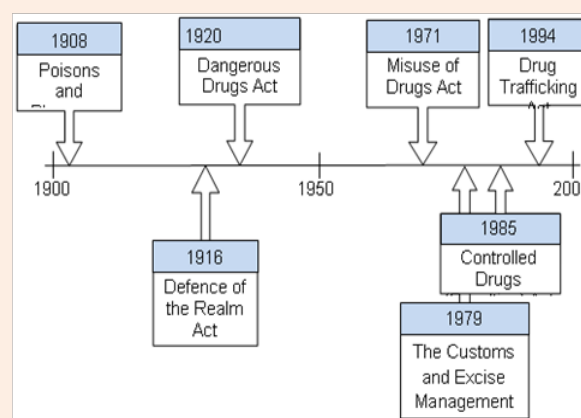 1908
Poisons
and
1920
Dangerous
Drugs Act
1971
Misuse of
Drugs Act
1994
Drug
Trafficking
1900
1950
200
1916
Defence of
the Realm
Act
1985
Controlled
Drugs
1979
The Customs
and Excise
Management